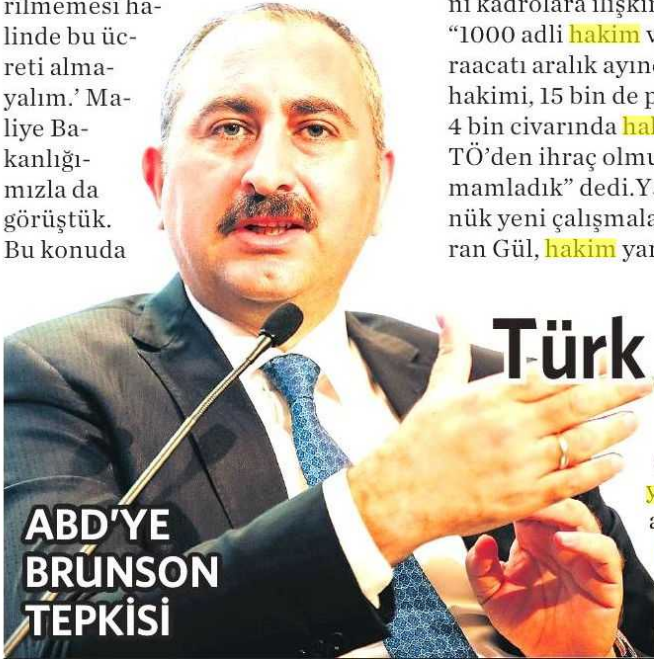 rilmemesi ha-
linde bu üc-
reti alma-
yalım.' Ma-
liye Ba-
kanlığı-
mızla da
görüştük.
Bu konuda
ni kadrolara ilişkin
"1000 adli hakim v
raacatı aralık ayın
hakimi, 15 bin de p
4 bin civarında hak
TÖ'den ihraç olmu
mamladık" dedi.Ya
nük yeni çalışmala
ran Gül, hakim yar
Türk
y
a
ABD'YE
BRUNSON
TEPKİSİ